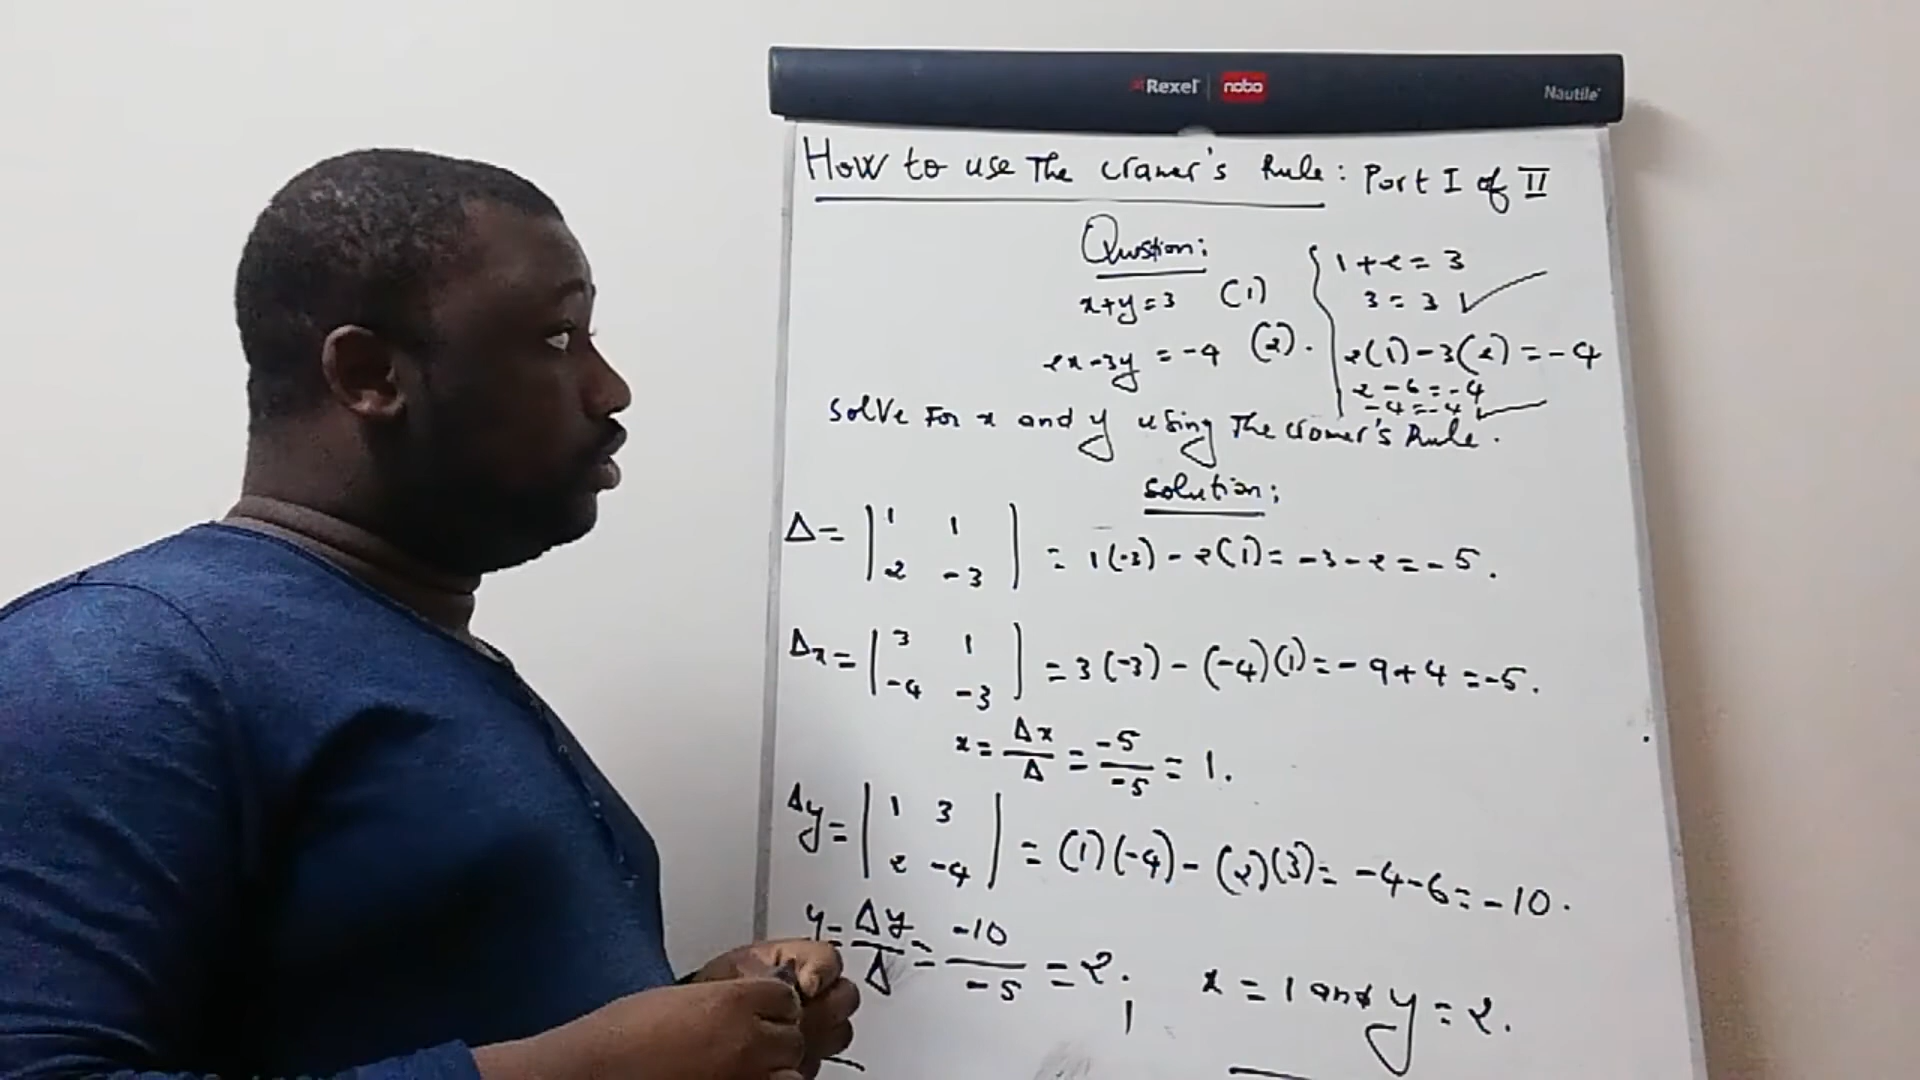 Rexel nobo Nautile
How to use The cramer's Rule: Part I of II
Question:
x+y=3 (1)
2x-3y = -4 (2).
1+2=3
3=3 ✓
2(1)-3(2)=-4
2-6=-4
-4=-4 ✓
solve For x and y using The cramer's Rule.
Solution:
Δ= | 1 1 |
| 2 -3 | = 1(-3)-2(1)=-3-2=-5.
Δx= | 3 1 |
| -4 -3 | =3(-3)-(-4)(1)=-9+4=-5.
x= Δx/Δ = -5/-5 = 1.
Δy= | 1 3 |
| 2 -4 | = (1)(-4)-(2)(3)=-4-6=-10.
y= Δy/Δ = -10/-5 =2.
x=1 and y=2.